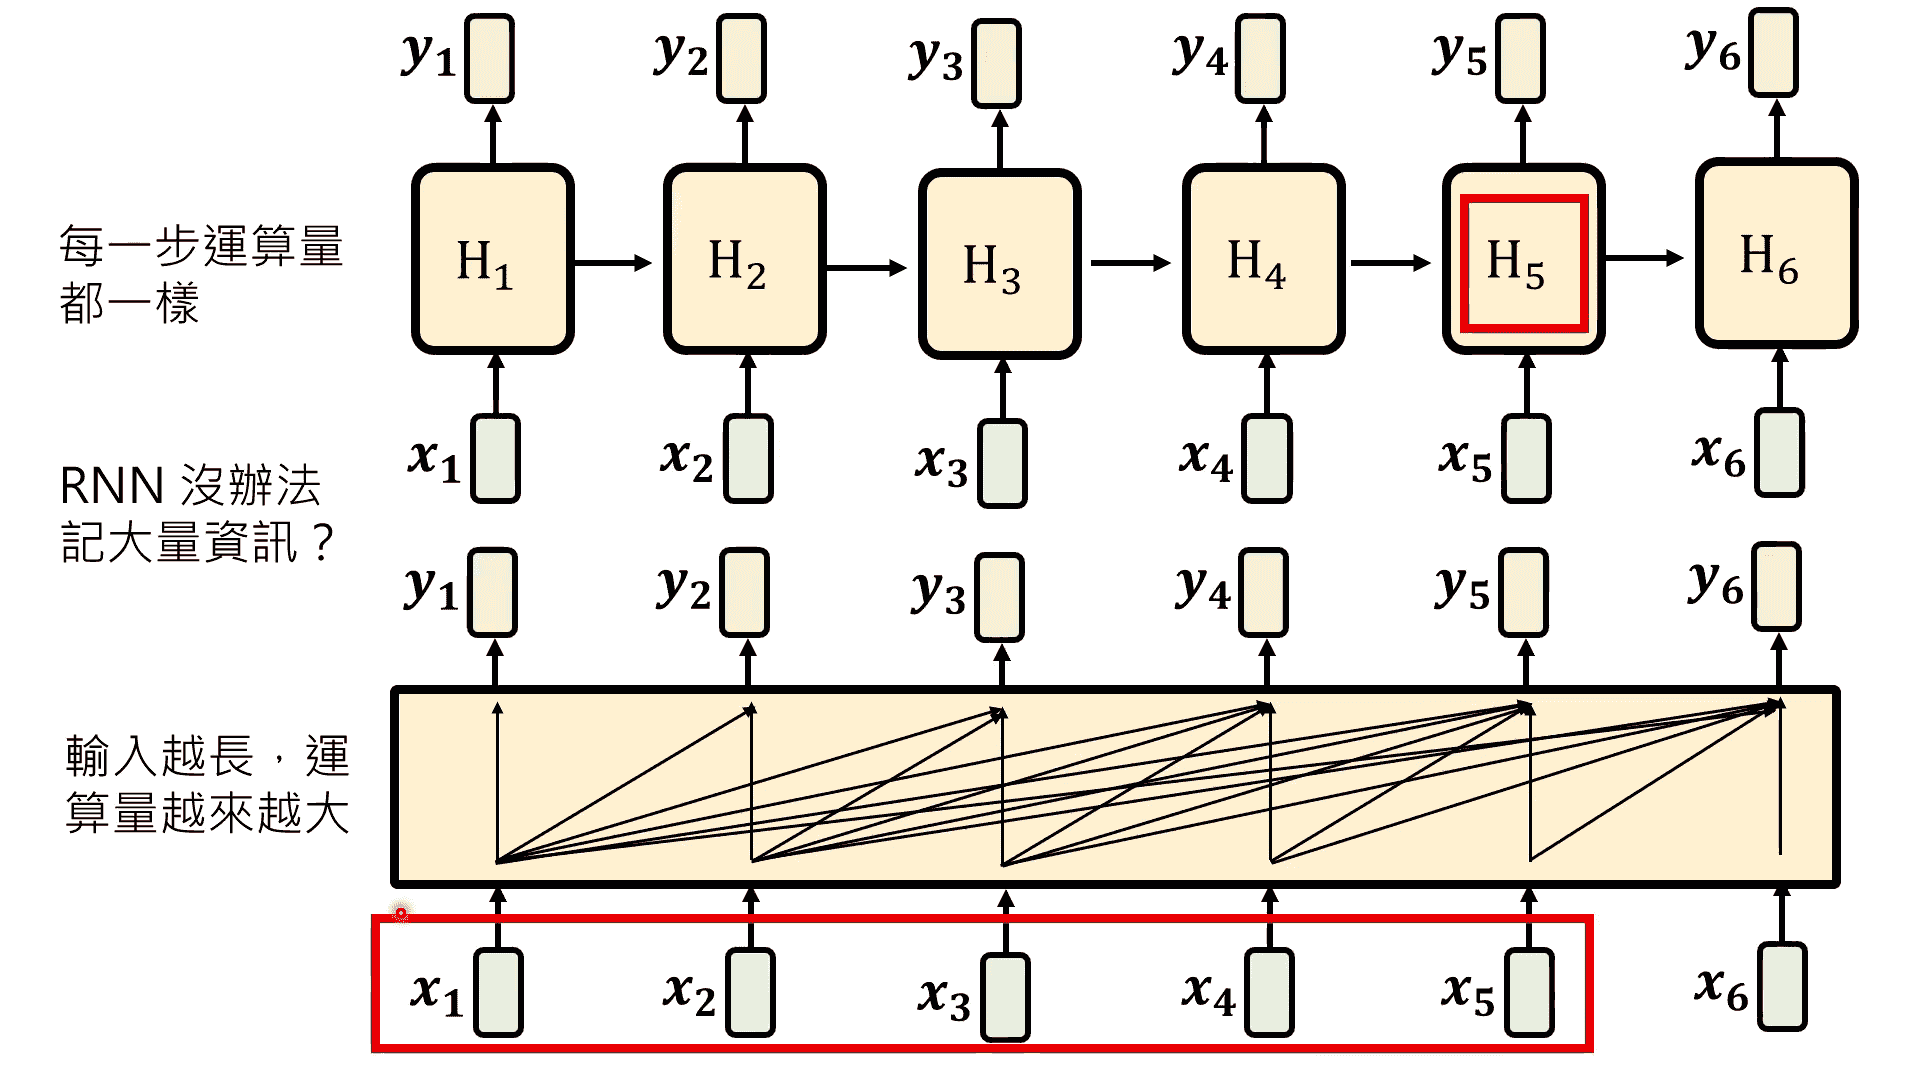 y₁ y₂ y₃ y₄ y₅ y₆
每一步運算量
都一樣
H₁ H₂ H₃ H₄ H₅ H₆
x₁ x₂ x₃ x₄ x₅ x₆
RNN 沒辦法
記大量資訊？
y₁ y₂ y₃ y₄ y₅ y₆
輸入越長，運
算量越來越大
x₁ x₂ x₃ x₄ x₅ x₆